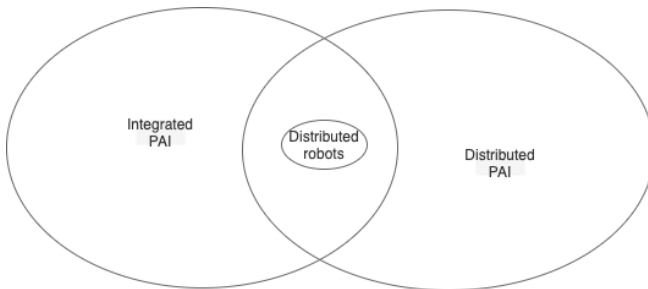 Integrated
PAI
Distributed
robots
Distributed
PAI